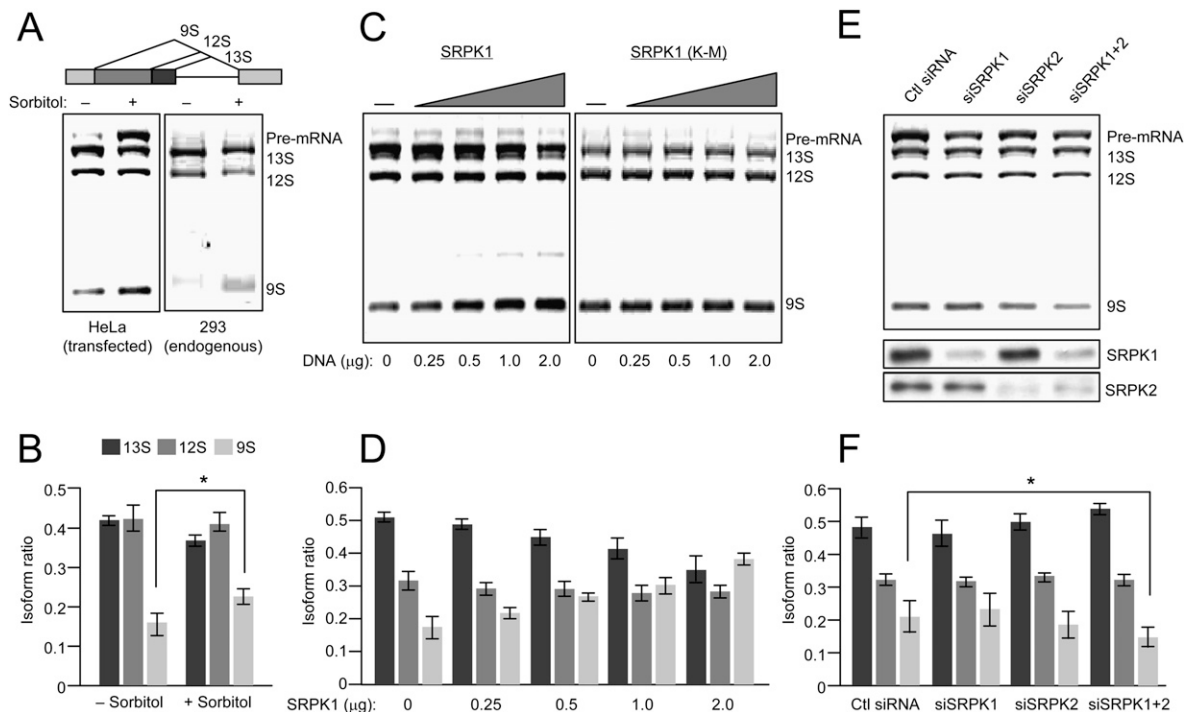 A
9S
12S
13S
Sorbitol: – + – +
Pre-mRNA
13S
12S
9S
HeLa
(transfected)
293
(endogenous)
C
SRPK1
SRPK1 (K-M)
Pre-mRNA
13S
12S
9S
DNA (μg): 0 0.25 0.5 1.0 2.0 0 0.25 0.5 1.0 2.0
E
Ctl siRNA
siSRPK1
siSRPK2
siSRPK1+2
Pre-mRNA
13S
12S
9S
SRPK1
SRPK2
B
13S 12S 9S
*
Isoform ratio
0.5
0.4
0.3
0.2
0.1
0
– Sorbitol + Sorbitol
D
Isoform ratio
0.6
0.5
0.4
0.3
0.2
0.1
0
SRPK1 (μg): 0 0.25 0.5 1.0 2.0
F
*
Isoform ratio
0.6
0.5
0.4
0.3
0.2
0.1
0
Ctl siRNA siSRPK1 siSRPK2 siSRPK1+2